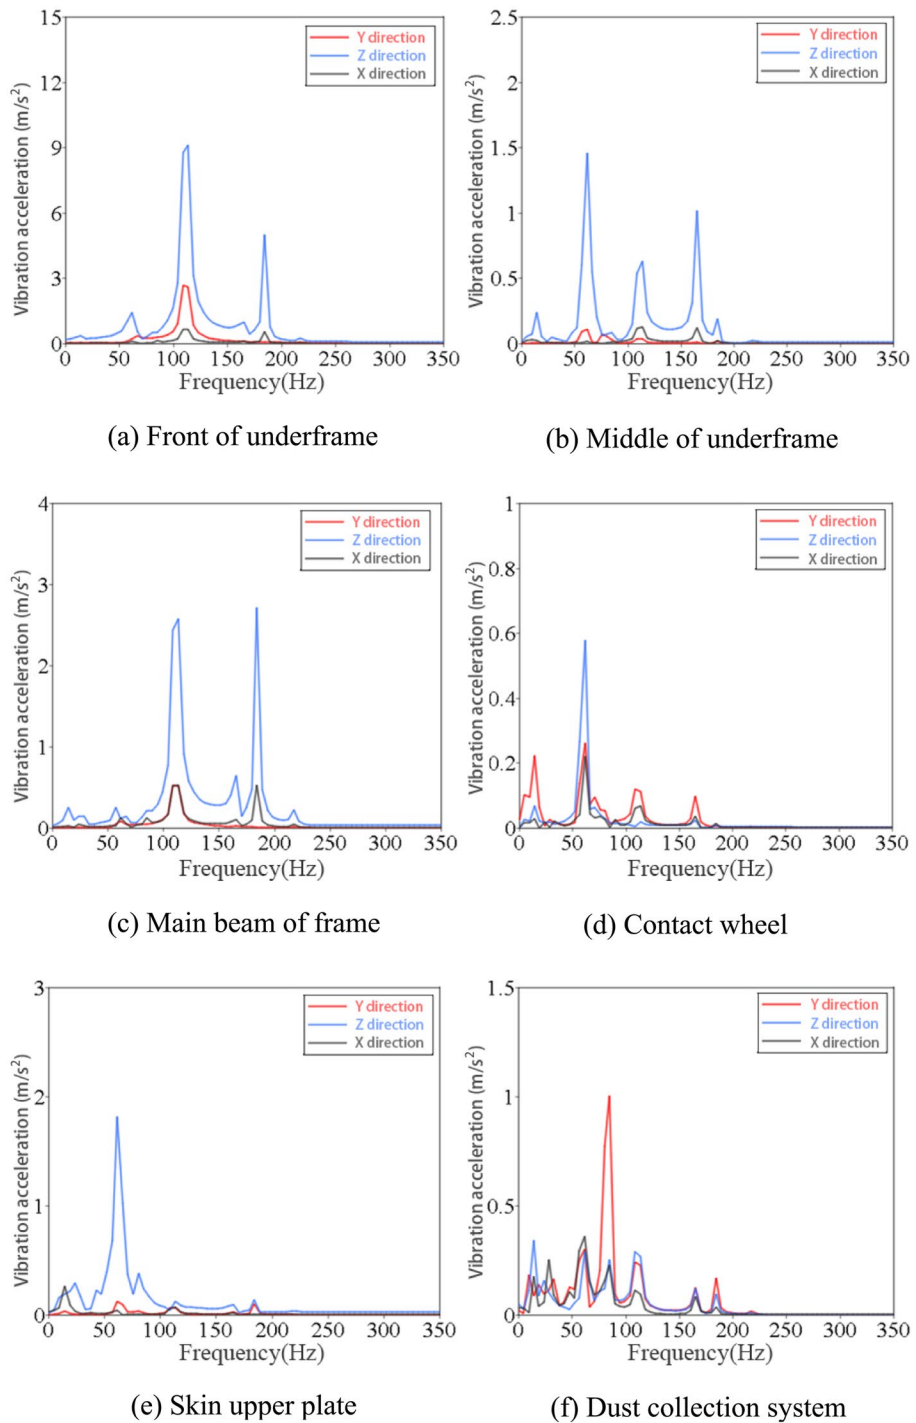 15
12
9
6
3
0
Vibration acceleration (m/s²)
Y direction
Z direction
X direction
0 50 100 150 200 250 300 350
Frequency(Hz)
(a) Front of underframe
2.5
2
1.5
1
0.5
0
Vibration acceleration (m/s²)
Y direction
Z direction
X direction
0 50 100 150 200 250 300 350
Frequency(Hz)
(b) Middle of underframe
4
3
2
1
0
Vibration acceleration (m/s²)
Y direction
Z direction
X direction
0 50 100 150 200 250 300 350
Frequency(Hz)
(c) Main beam of frame
1
0.8
0.6
0.4
0.2
0
Vibration acceleration (m/s²)
Y direction
Z direction
X direction
0 50 100 150 200 250 300 350
Frequency(Hz)
(d) Contact wheel
3
2
1
0
Vibration acceleration (m/s²)
Y direction
Z direction
X direction
0 50 100 150 200 250 300 350
Frequency(Hz)
(e) Skin upper plate
1.5
1
0.5
0
Vibration acceleration (m/s²)
Y direction
Z direction
X direction
0 50 100 150 200 250 300 350
Frequency(Hz)
(f) Dust collection system